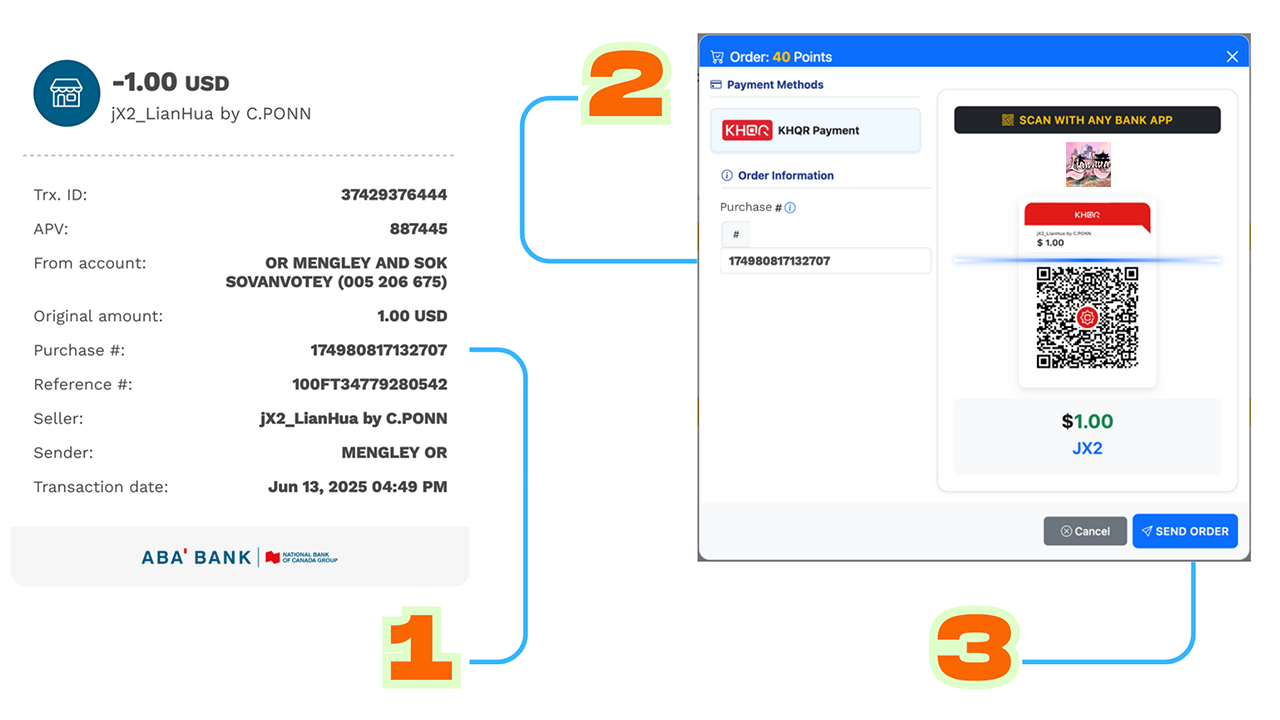 -1.00 USD
jX2_LianHua by C.PONN
Trx. ID: 37429376444
APV: 887445
From account: OR MENGLEY AND SOK
SOVANVOTEY (005 206 675)
Original amount: 1.00 USD
Purchase #: 174980817132707
Reference #: 100FT34779280542
Seller: jX2_LianHua by C.PONN
Sender: MENGLEY OR
Transaction date: Jun 13, 2025 04:49 PM
ABA' BANK
NATIONAL BANK
OF CANADA GROUP
1
2
Order: 40 Points
Payment Methods
KHQR KHQR Payment
Order Information
Purchase #
#
174980817132707
SCAN WITH ANY BANK APP
LianHua
KHQR
jX2_LianHua by C.PONN
$ 1.00
$1.00
JX2
Cancel
SEND ORDER
3